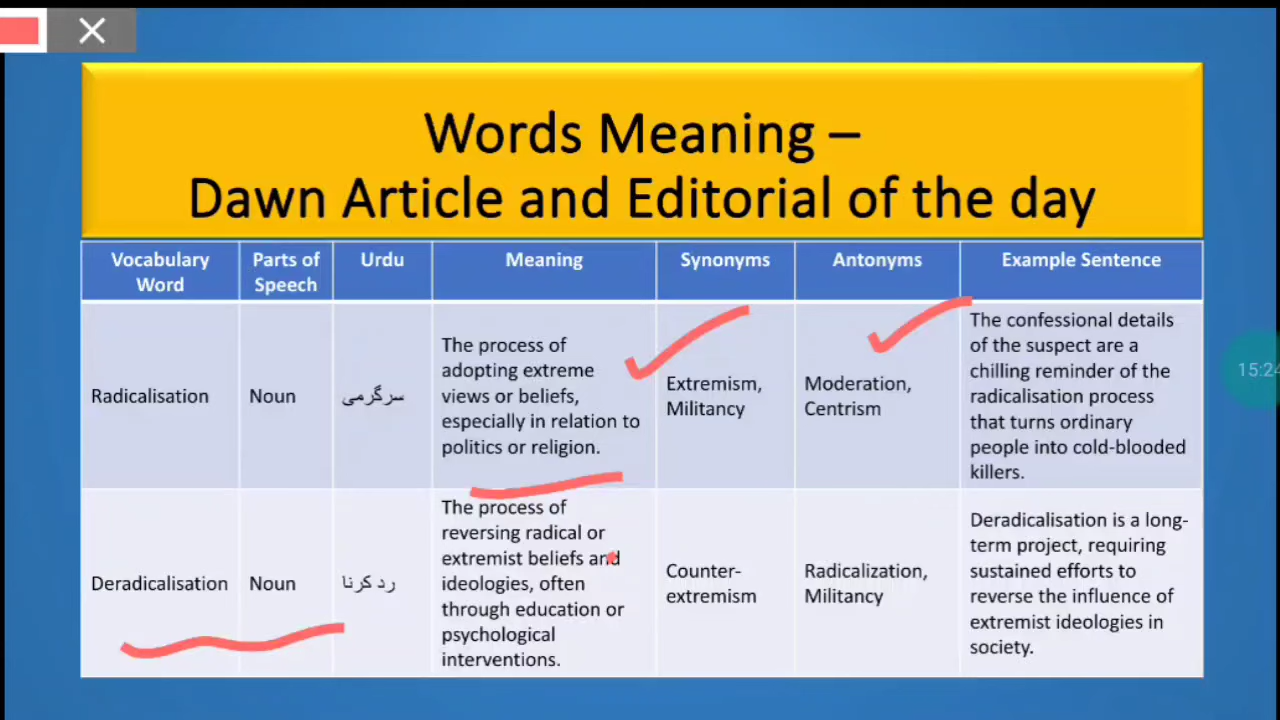 Words Meaning –
Dawn Article and Editorial of the day
Vocabulary
Word
Parts of
Speech
Urdu
Meaning
Synonyms
Antonyms
Example Sentence
Radicalisation
Noun
سرگرمی
The process of
adopting extreme
views or beliefs,
especially in relation to
politics or religion.
Extremism,
Militancy
Moderation,
Centrism
The confessional details
of the suspect are a
chilling reminder of the
radicalisation process
that turns ordinary
people into cold-blooded
killers.
Deradicalisation
Noun
رد کرنا
The process of
reversing radical or
extremist beliefs and
ideologies, often
through education or
psychological
interventions.
Counter-
extremism
Radicalization,
Militancy
Deradicalisation is a long-
term project, requiring
sustained efforts to
reverse the influence of
extremist ideologies in
society.
15:24